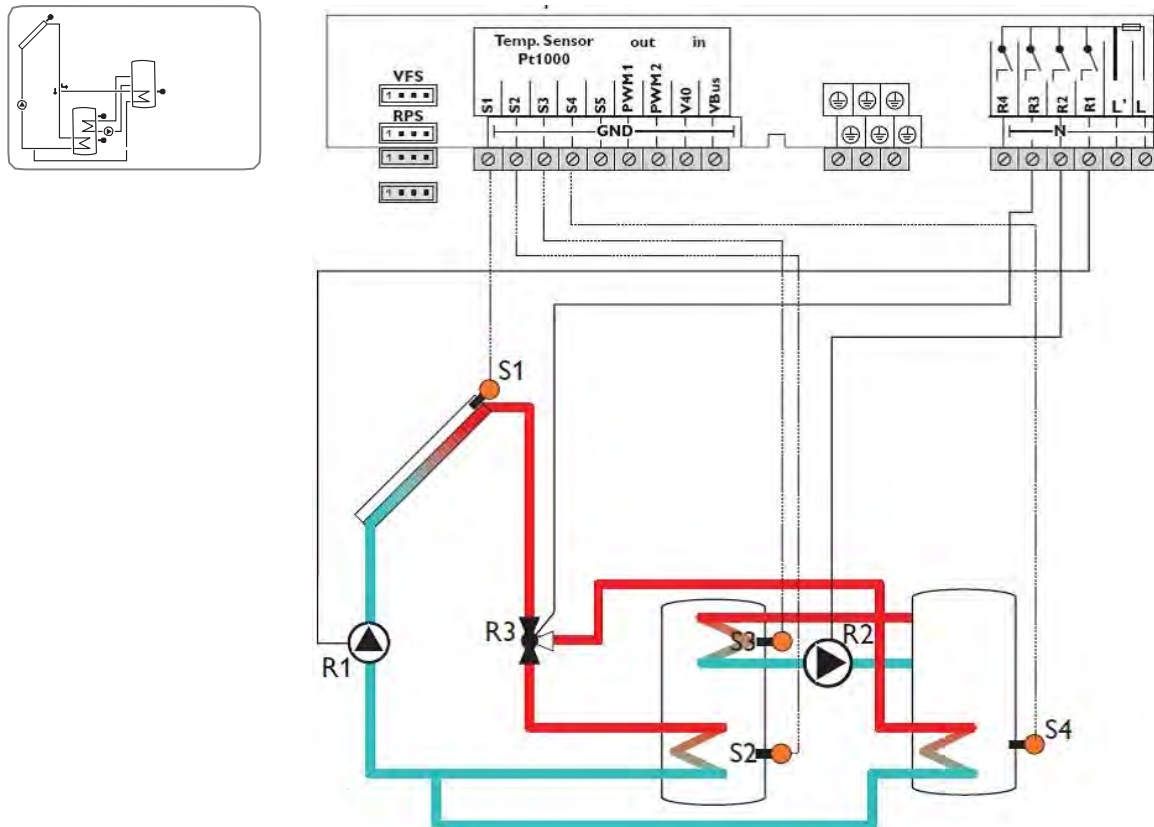 Temp. Sensor out in
Pt1000
VFS
1
RPS
1
1
1
S1 S2 S3 S4 S5 PWM1 PWM2 V40 VBus
GND
R4 R3 R2 R1 L' L
N
S1
R3
R1
S3
R2
S2
S4